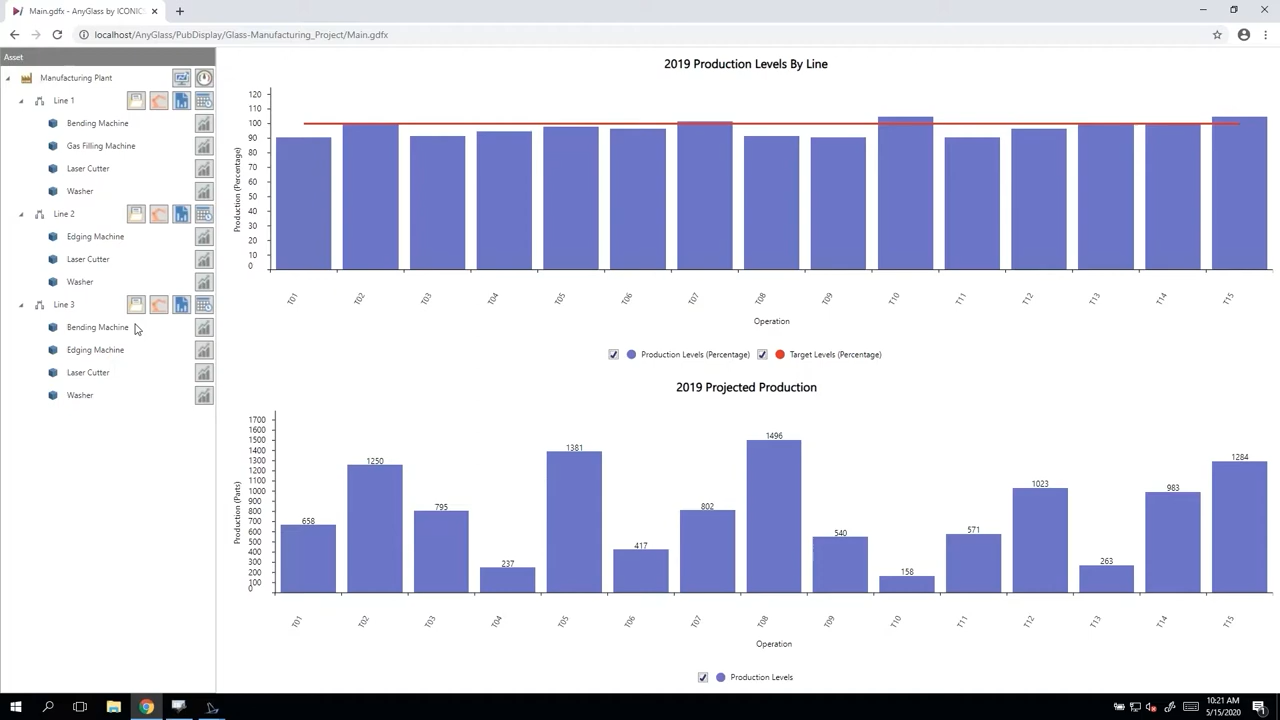 Main.gdfx - AnyGlass by ICONICS
localhost/AnyGlass/PubDisplay/Glass-Manufacturing_Project/Main.gdfx
Asset
Manufacturing Plant
Line 1
Bending Machine
Gas Filling Machine
Laser Cutter
Washer
Line 2
Edging Machine
Laser Cutter
Washer
Line 3
Bending Machine
Edging Machine
Laser Cutter
Washer
2019 Production Levels By Line
Production (Percentage)
120
110
100
90
80
70
60
50
40
30
20
10
0
T01 T02 T03 T04 T05 T06 T07 T08 T09 T10 T11 T12 T13 T14 T15
Operation
Production Levels (Percentage) Target Levels (Percentage)
2019 Projected Production
Production (Parts)
1700
1600
1500
1400
1300
1200
1100
1000
900
800
700
600
500
400
300
200
100
0
658 1250 795 237 1381 417 802 1496 540 158 571 1023 263 983 1284
T01 T02 T03 T04 T05 T06 T07 T08 T09 T10 T11 T12 T13 T14 T15
Operation
Production Levels
10:21 AM
5/15/2020